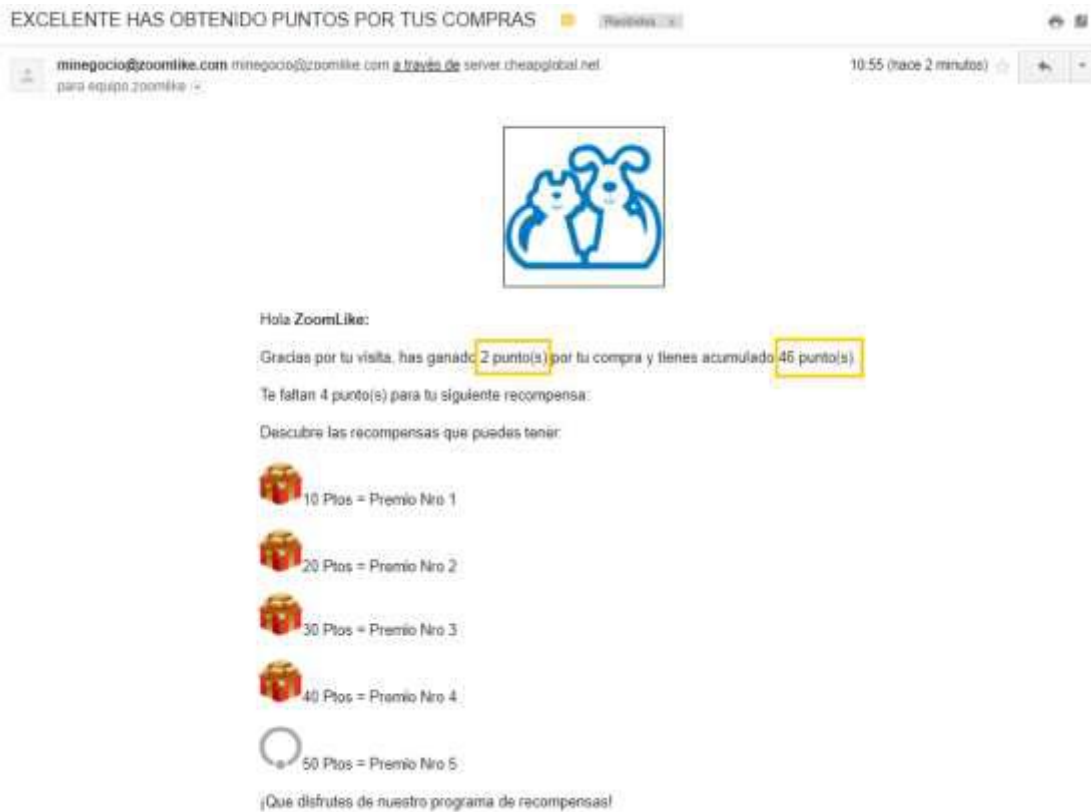 EXCELENTE HAS OBTENIDO PUNTOS POR TUS COMPRAS
Recibidos x
minegocio@zoomlike.com minegocio@zoomlike.com a través de server.cheapglobal.net
10:55 (hace 2 minutos)
para equipo.zoomlike
Hola ZoomLike:
Gracias por tu visita, has ganado 2 punto(s) por tu compra y tienes acumulado 46 punto(s)
Te faltan 4 punto(s) para tu siguiente recompensa:
Descubre las recompensas que puedes tener:
10 Ptos = Premio Nro 1
20 Ptos = Premio Nro 2
30 Ptos = Premio Nro 3
40 Ptos = Premio Nro 4
50 Ptos = Premio Nro 5
¡Que disfrutes de nuestro programa de recompensas!